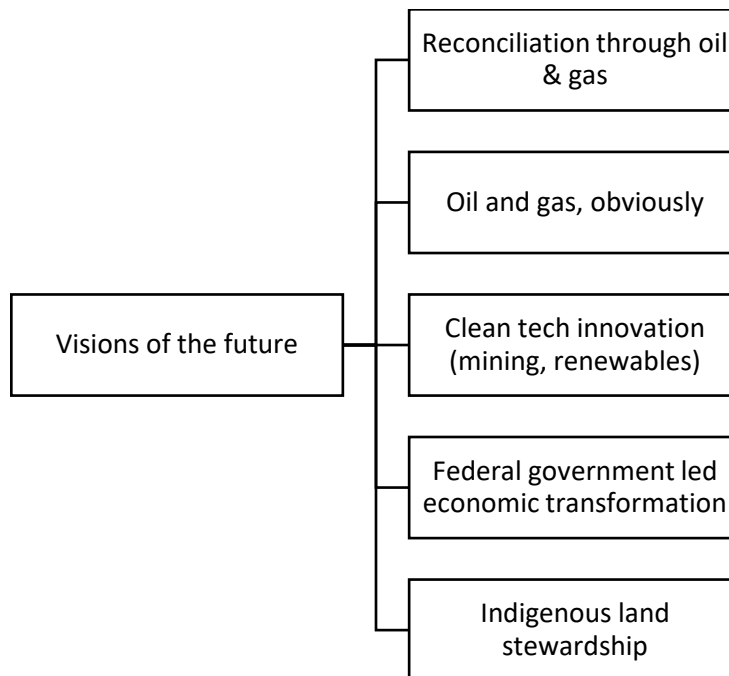 Visions of the future
Reconciliation through oil
& gas
Oil and gas, obviously
Clean tech innovation
(mining, renewables)
Federal government led
economic transformation
Indigenous land
stewardship